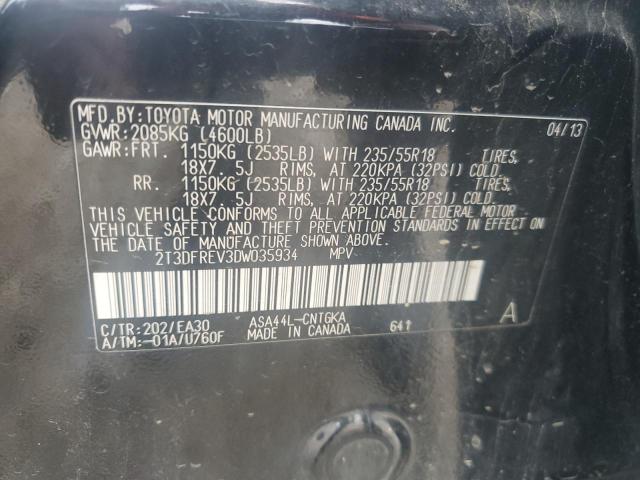 MFD.BY:TOYOTA MOTOR MANUFACTURING CANADA INC. 04/13
GVWR:2085KG (4600LB)
GAWR:FRT. 1150KG (2535LB) WITH 235/55R18 TIRES,
18X7.5J RIMS, AT 220KPA (32PSI) COLD.
RR. 1150KG (2535LB) WITH 235/55R18 TIRES,
18X7.5J RIMS, AT 220KPA (32PSI) COLD.
THIS VEHICLE CONFORMS TO ALL APPLICABLE FEDERAL MOTOR
VEHICLE SAFETY AND THEFT PREVENTION STANDARDS IN EFFECT ON
THE DATE OF MANUFACTURE SHOWN ABOVE.
2T3DFREV3DW035934 MPV
C/TR:202/EA30 ASA44L-CNTGKA 641 A
A/TM:-01A/U760F MADE IN CANADA